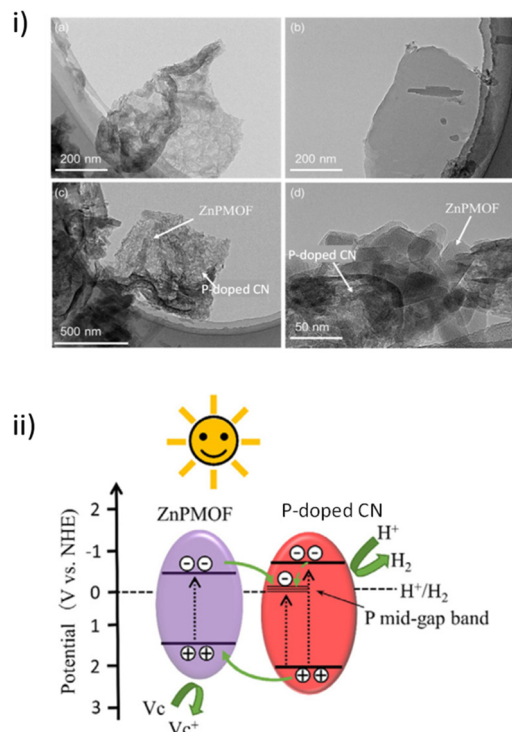 i)
(a)
200 nm
(b)
200 nm
(c)
ZnPMOF
P-doped CN
500 nm
(d)
ZnPMOF
P-doped CN
50 nm
ii)
Potential (V vs. NHE)
2
-1
0
1
2
3
ZnPMOF
P-doped CN
H⁺
H₂
H⁺/H₂
P mid-gap band
Vc
Vc⁺